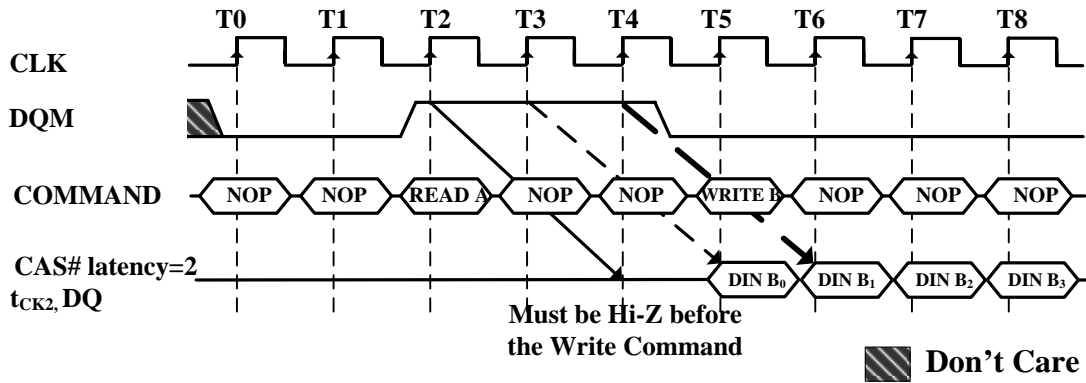 T0 T1 T2 T3 T4 T5 T6 T7 T8
CLK
DQM
COMMAND NOP NOP READ A NOP NOP WRITE B NOP NOP NOP
CAS# latency=2
tCK2, DQ DIN B0 DIN B1 DIN B2 DIN B3
Must be Hi-Z before
the Write Command
Don't Care